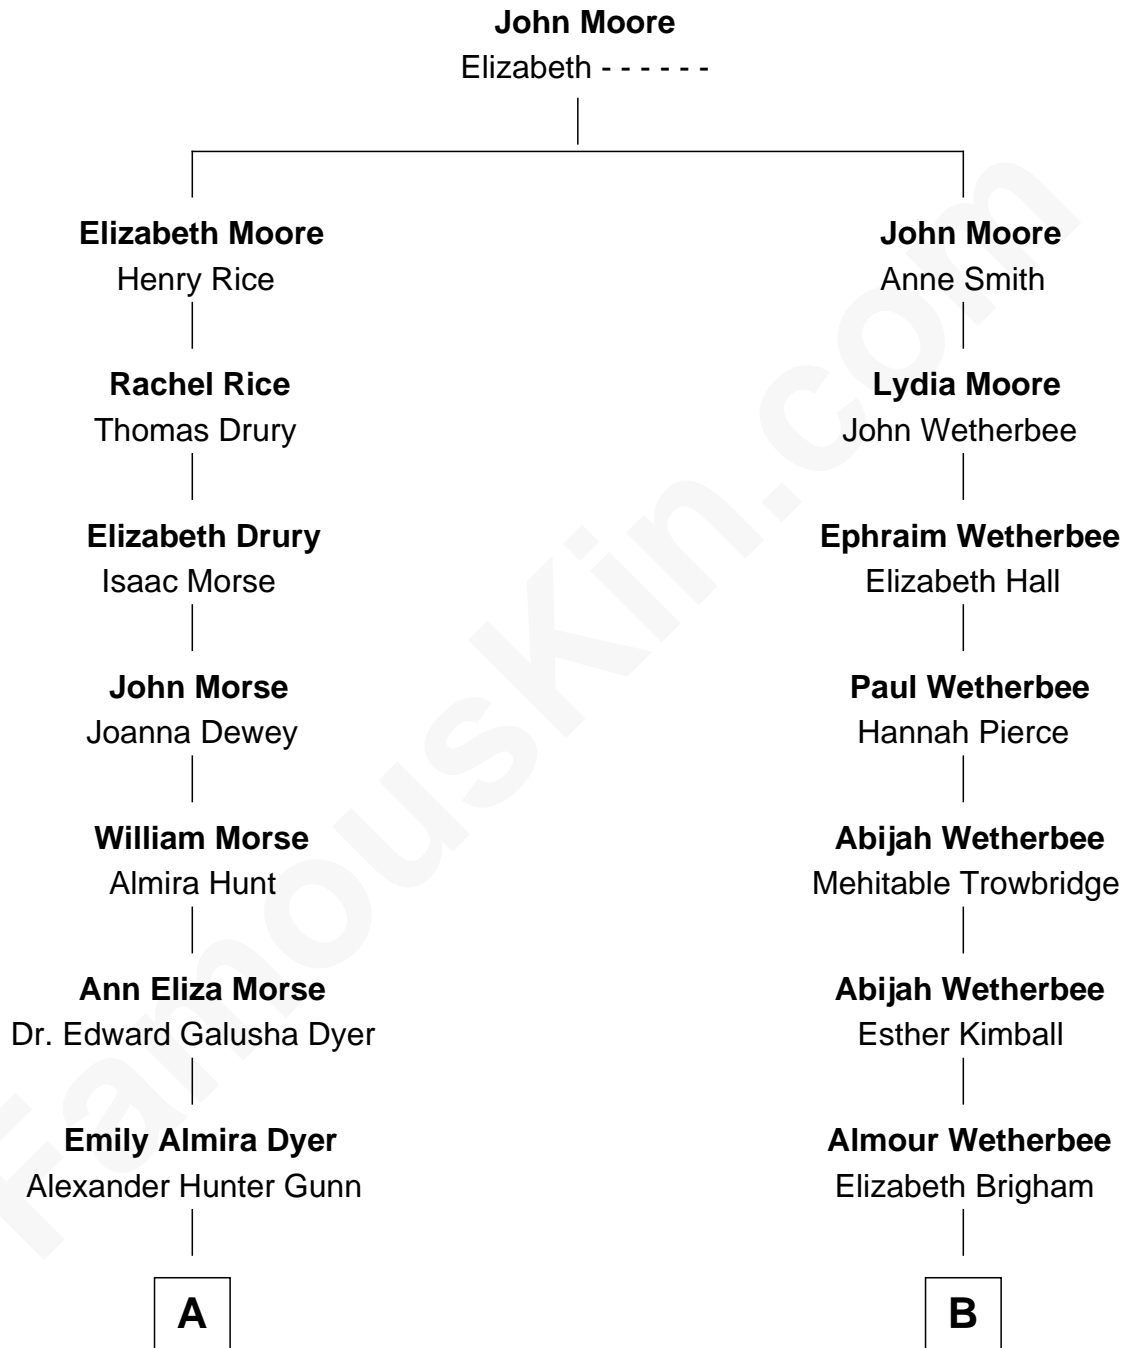 John Moore
Elizabeth - - - - - -
Elizabeth Moore
Henry Rice
John Moore
Anne Smith
Rachel Rice
Thomas Drury
Lydia Moore
John Wetherbee
Elizabeth Drury
Isaac Morse
Ephraim Wetherbee
Elizabeth Hall
John Morse
Joanna Dewey
Paul Wetherbee
Hannah Pierce
William Morse
Almira Hunt
Abijah Wetherbee
Mehitable Trowbridge
Ann Eliza Morse
Dr. Edward Galusha Dyer
Abijah Wetherbee
Esther Kimball
Emily Almira Dyer
Alexander Hunter Gunn
Almour Wetherbee
Elizabeth Brigham
A
B
FamousKin.com